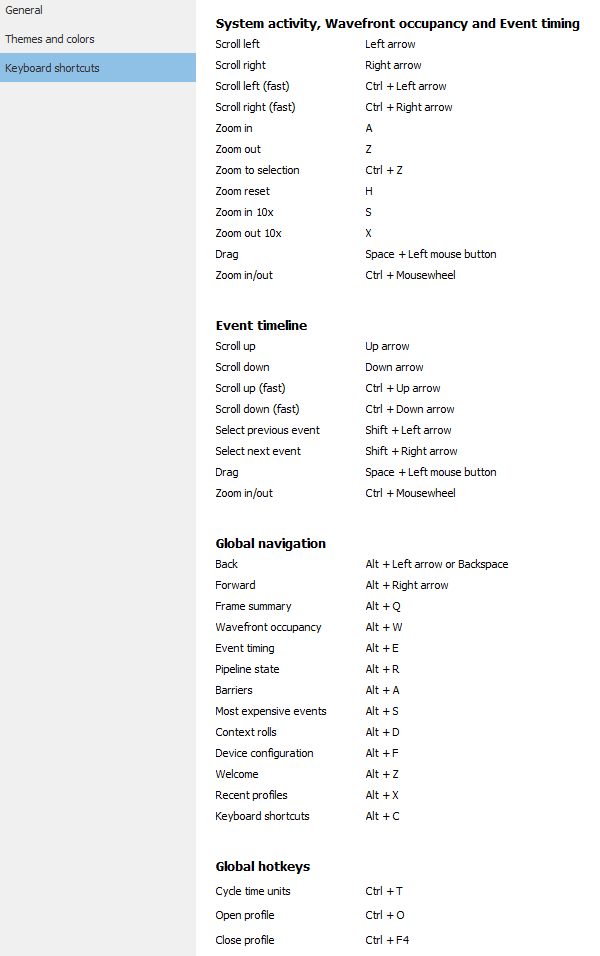 General
Themes and colors
Keyboard shortcuts
System activity, Wavefront occupancy and Event timing
Scroll left Left arrow
Scroll right Right arrow
Scroll left (fast) Ctrl + Left arrow
Scroll right (fast) Ctrl + Right arrow
Zoom in A
Zoom out Z
Zoom to selection Ctrl + Z
Zoom reset H
Zoom in 10x S
Zoom out 10x X
Drag Space + Left mouse button
Zoom in/out Ctrl + Mousewheel
Event timeline
Scroll up Up arrow
Scroll down Down arrow
Scroll up (fast) Ctrl + Up arrow
Scroll down (fast) Ctrl + Down arrow
Select previous event Shift + Left arrow
Select next event Shift + Right arrow
Drag Space + Left mouse button
Zoom in/out Ctrl + Mousewheel
Global navigation
Back Alt + Left arrow or Backspace
Forward Alt + Right arrow
Frame summary Alt + Q
Wavefront occupancy Alt + W
Event timing Alt + E
Pipeline state Alt + R
Barriers Alt + A
Most expensive events Alt + S
Context rolls Alt + D
Device configuration Alt + F
Welcome Alt + Z
Recent profiles Alt + X
Keyboard shortcuts Alt + C
Global hotkeys
Cycle time units Ctrl + T
Open profile Ctrl + O
Close profile Ctrl + F4